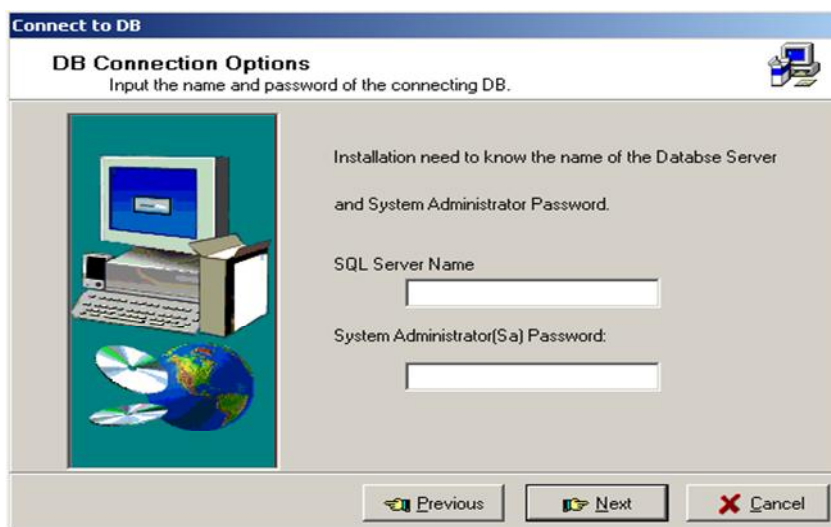 Connect to DB
DB Connection Options
Input the name and password of the connecting DB.
Installation need to know the name of the Databse Server
and System Administrator Password.
SQL Server Name
System Administrator(Sa) Password:
Previous
Next
Cancel